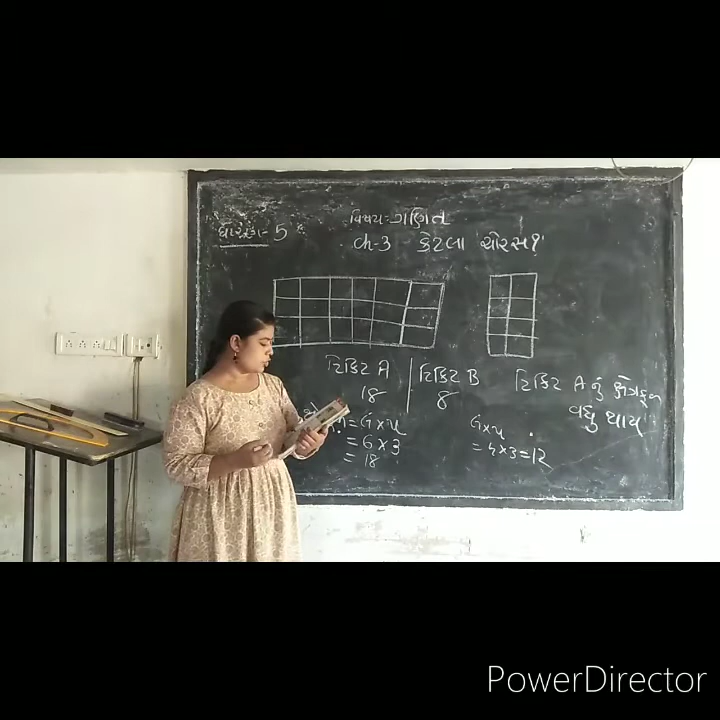 ધોરણ:- 5
વિષય:- ગણિત
ch-3 કેટલા ચોરસ?
ટિકિટ A
18
ટિકિટ B
8
ટિકિટ A નું ક્ષેત્રફળ
વધુ થાય
= લં x પ
= 6 x 3
= 18
લં x પ
= 4 x 3 = 12
PowerDirector